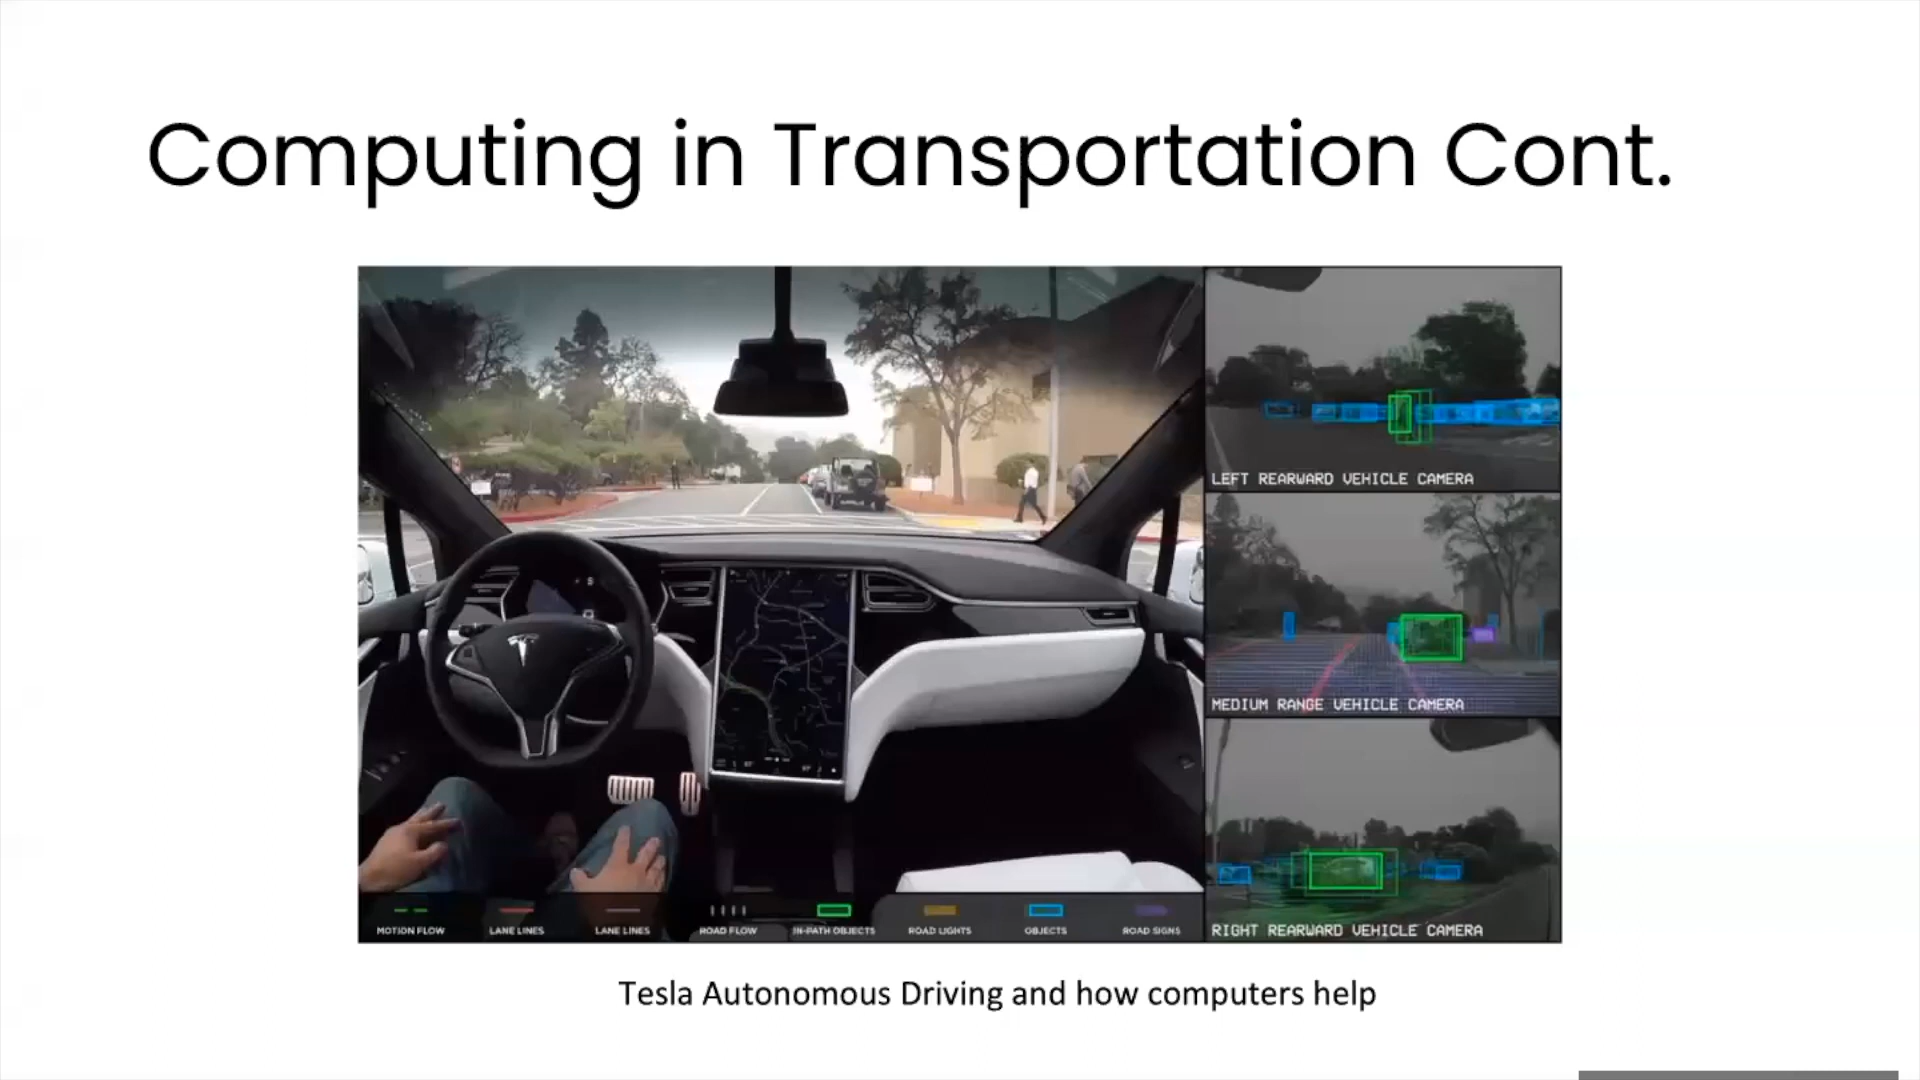 Computing in Transportation Cont.
LEFT REARWARD VEHICLE CAMERA
MEDIUM RANGE VEHICLE CAMERA
RIGHT REARWARD VEHICLE CAMERA
MOTION FLOW LANE LINES LANE LINES ROAD FLOW IN-PATH OBJECTS ROAD LIGHTS OBJECTS ROAD SIGNS
Tesla Autonomous Driving and how computers help